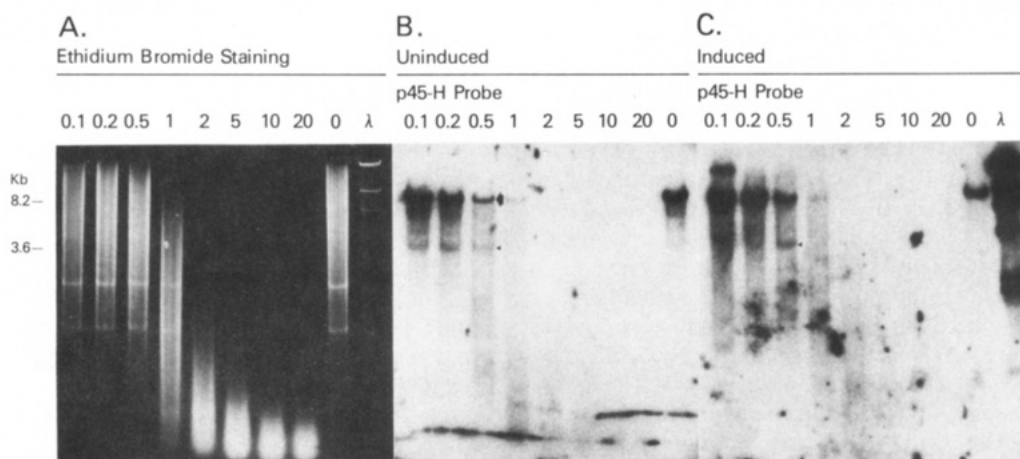 A.
Ethidium Bromide Staining
0.1 0.2 0.5 1 2 5 10 20 0 λ
Kb
8.2
3.6
B.
Uninduced
p45-H Probe
0.1 0.2 0.5 1 2 5 10 20 0
C.
Induced
p45-H Probe
0.1 0.2 0.5 1 2 5 10 20 0 λ